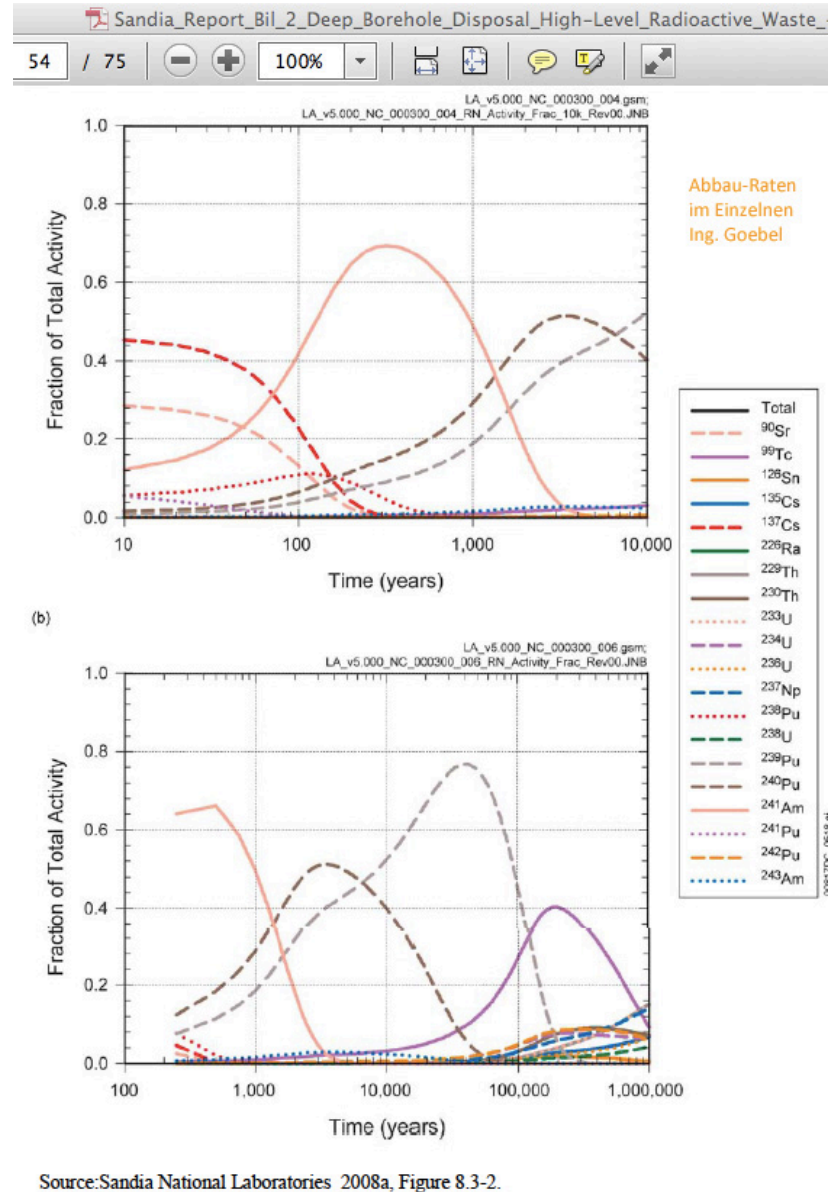 Sandia_Report_Bil_2_Deep_Borehole_Disposal_High-Level_Radioactive_Waste_
54 / 75 100%
LA_v5.000_NC_000300_004.gsm;
LA_v5.000_NC_000300_004_RN_Activity_Frac_10k_Rev00.JNB
1.0
0.8
0.6
0.4
0.2
0.0
Fraction of Total Activity
10 100 1,000 10,000
Time (years)
Abbau-Raten
im Einzelnen
Ing. Goebel
(b)
LA_v5.000_NC_000300_006.gsm;
LA_v5.000_NC_000300_006_RN_Activity_Frac_Rev00.JNB
1.0
0.8
0.6
0.4
0.2
0.0
Fraction of Total Activity
100 1,000 10,000 100,000 1,000,000
Time (years)
Total
90Sr
99Tc
126Sn
135Cs
137Cs
226Ra
229Th
230Th
233U
234U
236U
237Np
238Pu
238U
239Pu
240Pu
241Am
241Pu
242Pu
243Am
Source:Sandia National Laboratories 2008a, Figure 8.3-2.